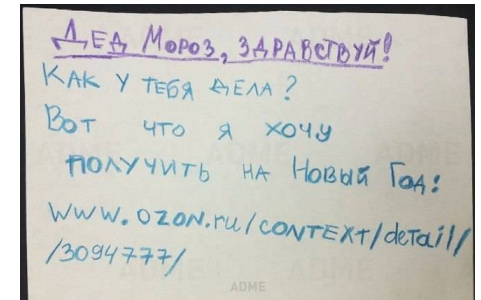 Дед Мороз, здравствуй!
Как у тебя дела?
Вот что я хочу
получить на Новый Год:
www.ozon.ru/context/detail/
/3094777/
ADME